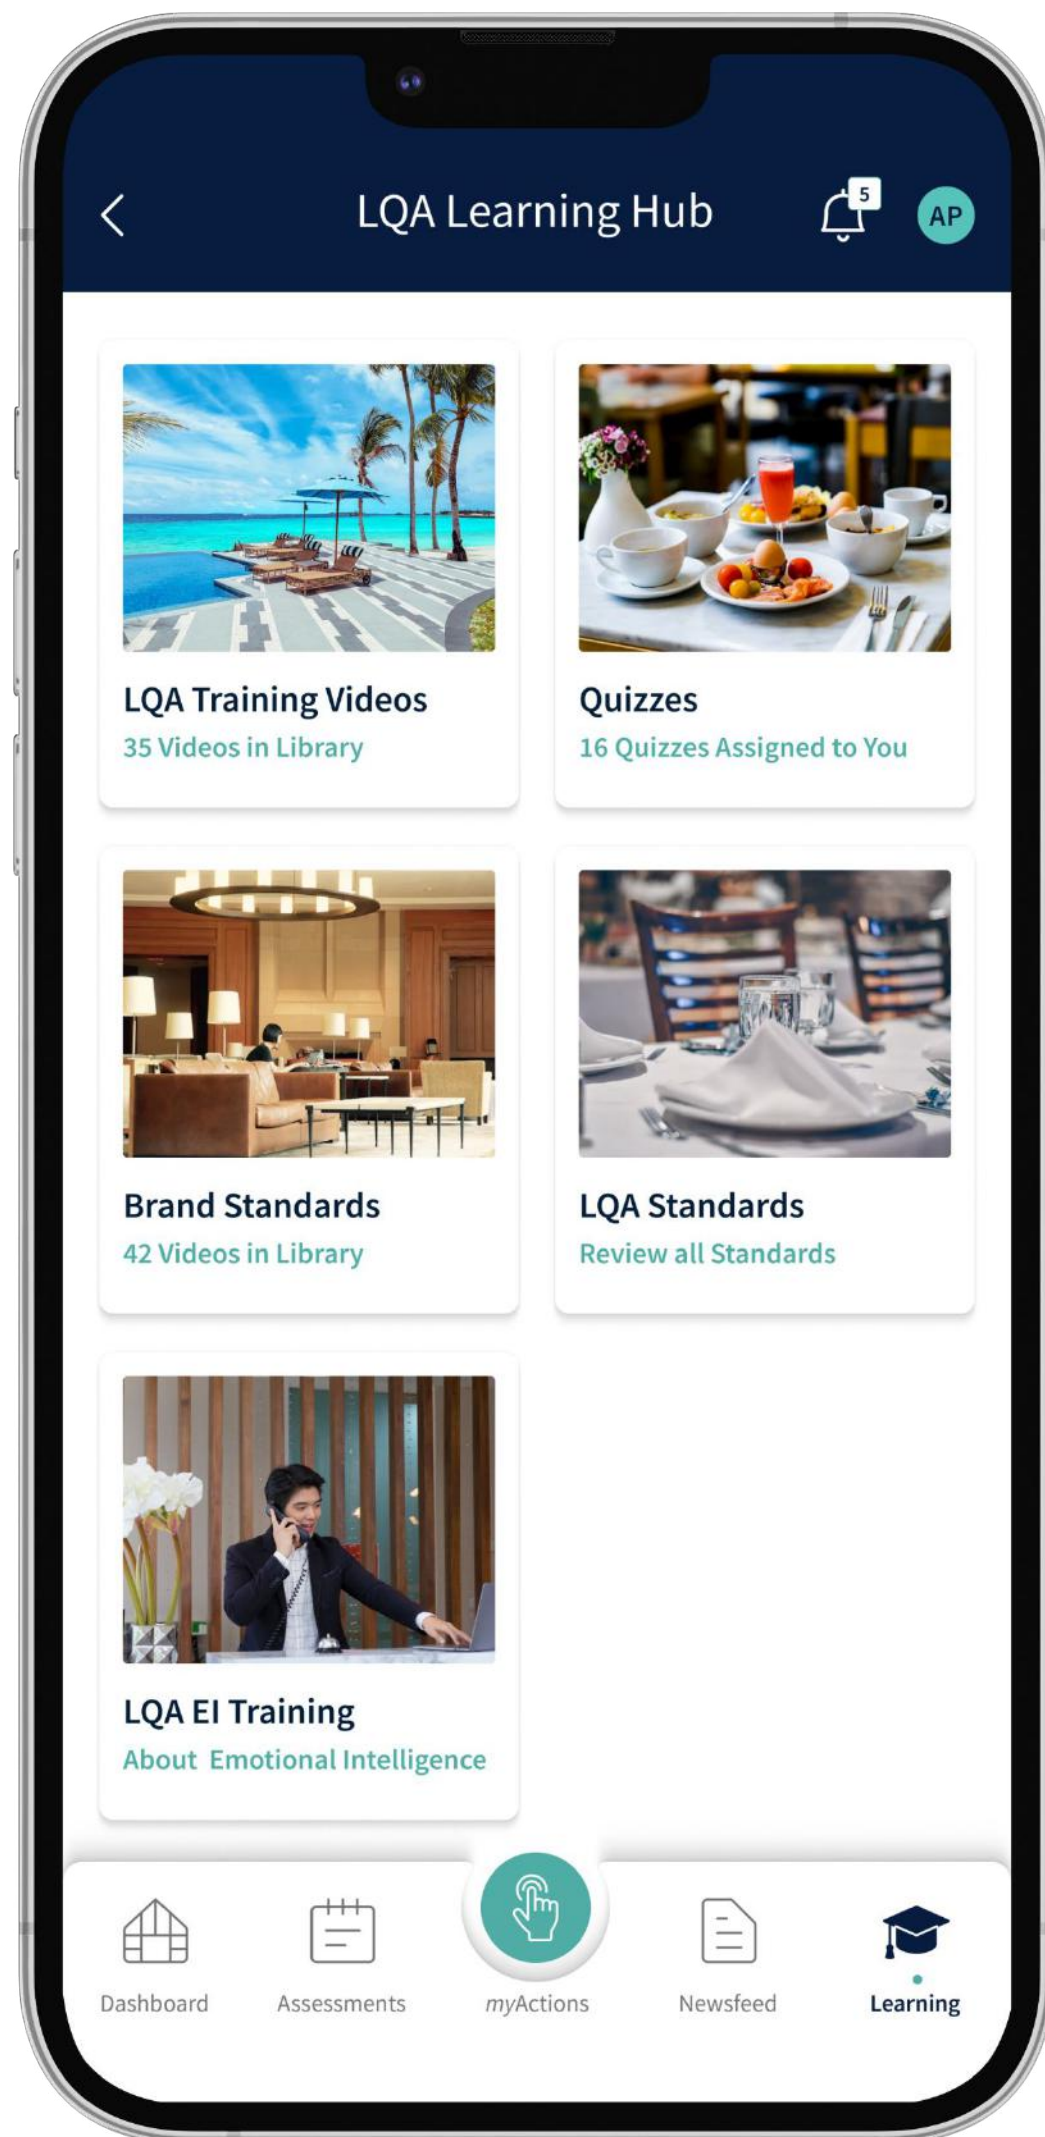 LQA Learning Hub
5
AP
LQA Training Videos
35 Videos in Library
Quizzes
16 Quizzes Assigned to You
Brand Standards
42 Videos in Library
LQA Standards
Review all Standards
LQA EI Training
About  Emotional Intelligence
Dashboard
Assessments
myActions
Newsfeed
Learning